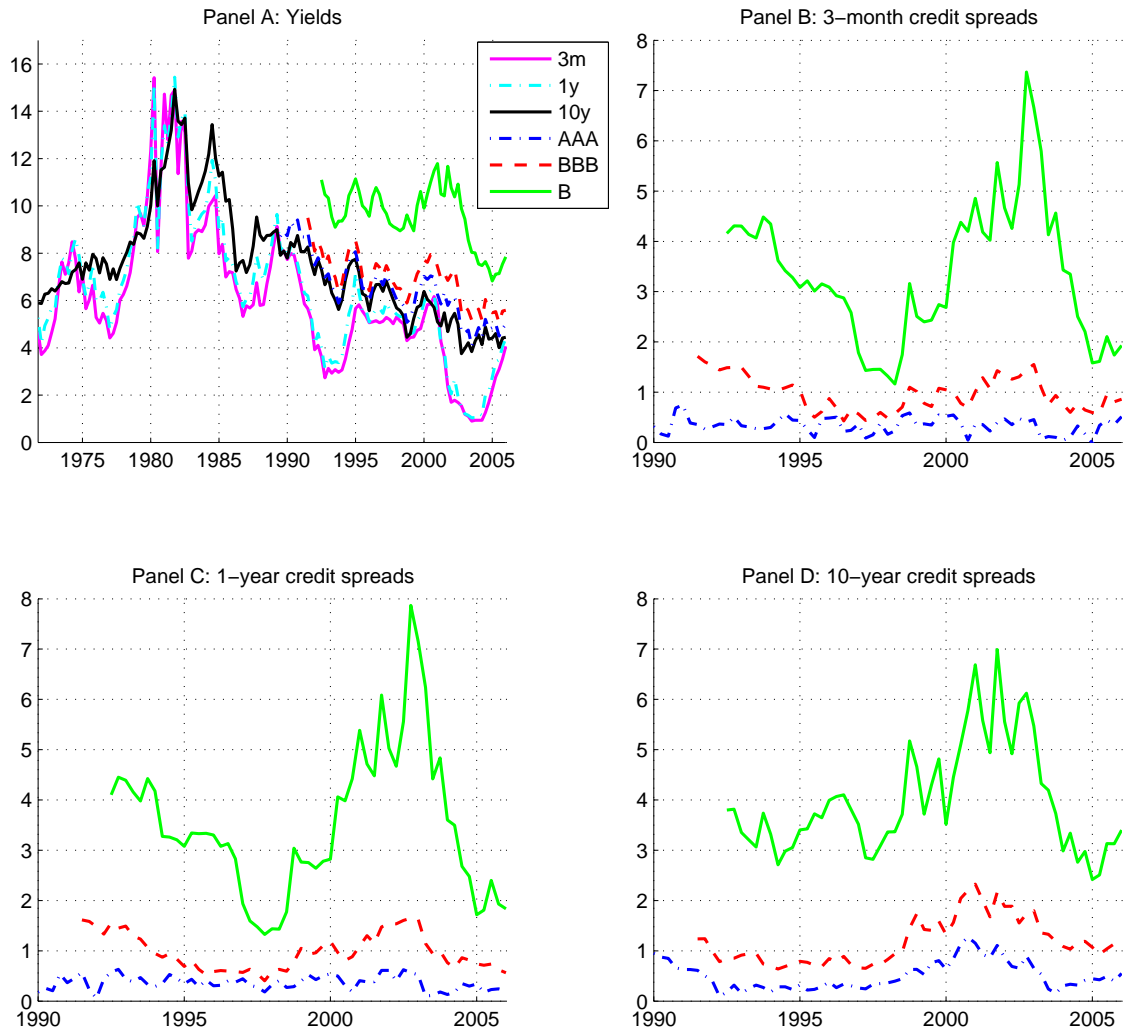 Panel A: Yields
16
14
12
10
8
6
4
2
0
1975 1980 1985 1990 1995 2000 2005
3m
1y
10y
AAA
BBB
B
Panel B: 3−month credit spreads
8
7
6
5
4
3
2
1
0
1990 1995 2000 2005
Panel C: 1−year credit spreads
8
7
6
5
4
3
2
1
0
1990 1995 2000 2005
Panel D: 10−year credit spreads
8
7
6
5
4
3
2
1
0
1990 1995 2000 2005